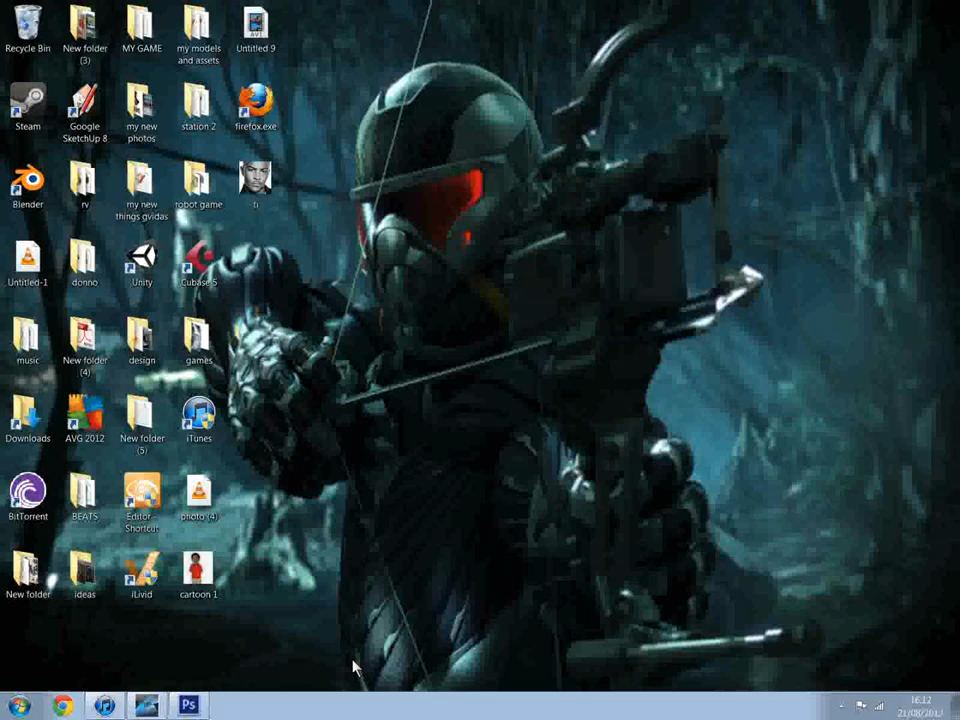 Recycle Bin
New folder
(3)
MY GAME
my models
and assets
Untitled 9
AVI
Steam
Google
SketchUp 8
my new
photos
station 2
firefox.exe
Blender
rv
my new
things gvidas
robot game
ti
Untitled-1
donno
Unity
Cubase 5
music
New folder
(4)
design
games
Downloads
AVG 2012
New folder
(5)
iTunes
BitTorrent
BEATS
Editor -
Shortcut
photo (4)
New folder
ideas
iLivid
cartoon 1
Ps
16:12